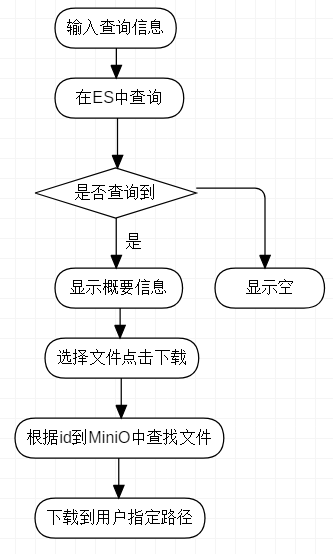 输入查询信息
在ES中查询
是否查询到
是
显示概要信息
显示空
选择文件点击下载
根据id到MiniO中查找文件
下载到用户指定路径